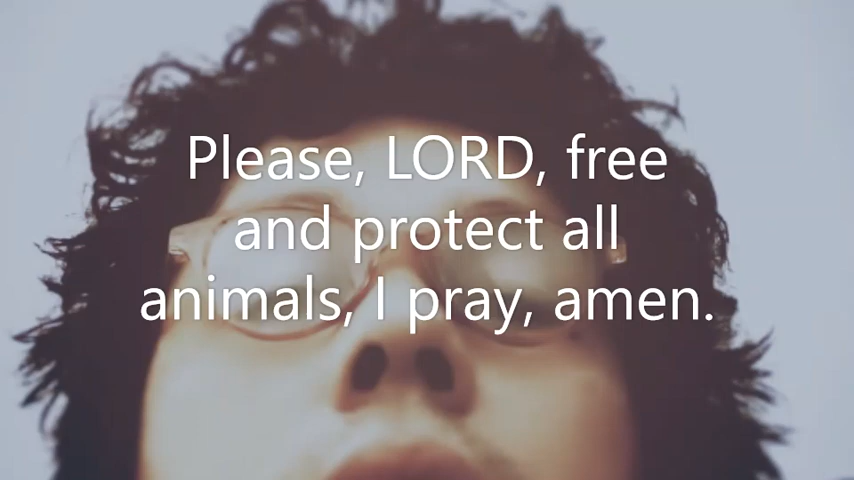 Please, LORD, free
and protect all
animals, I pray, amen.